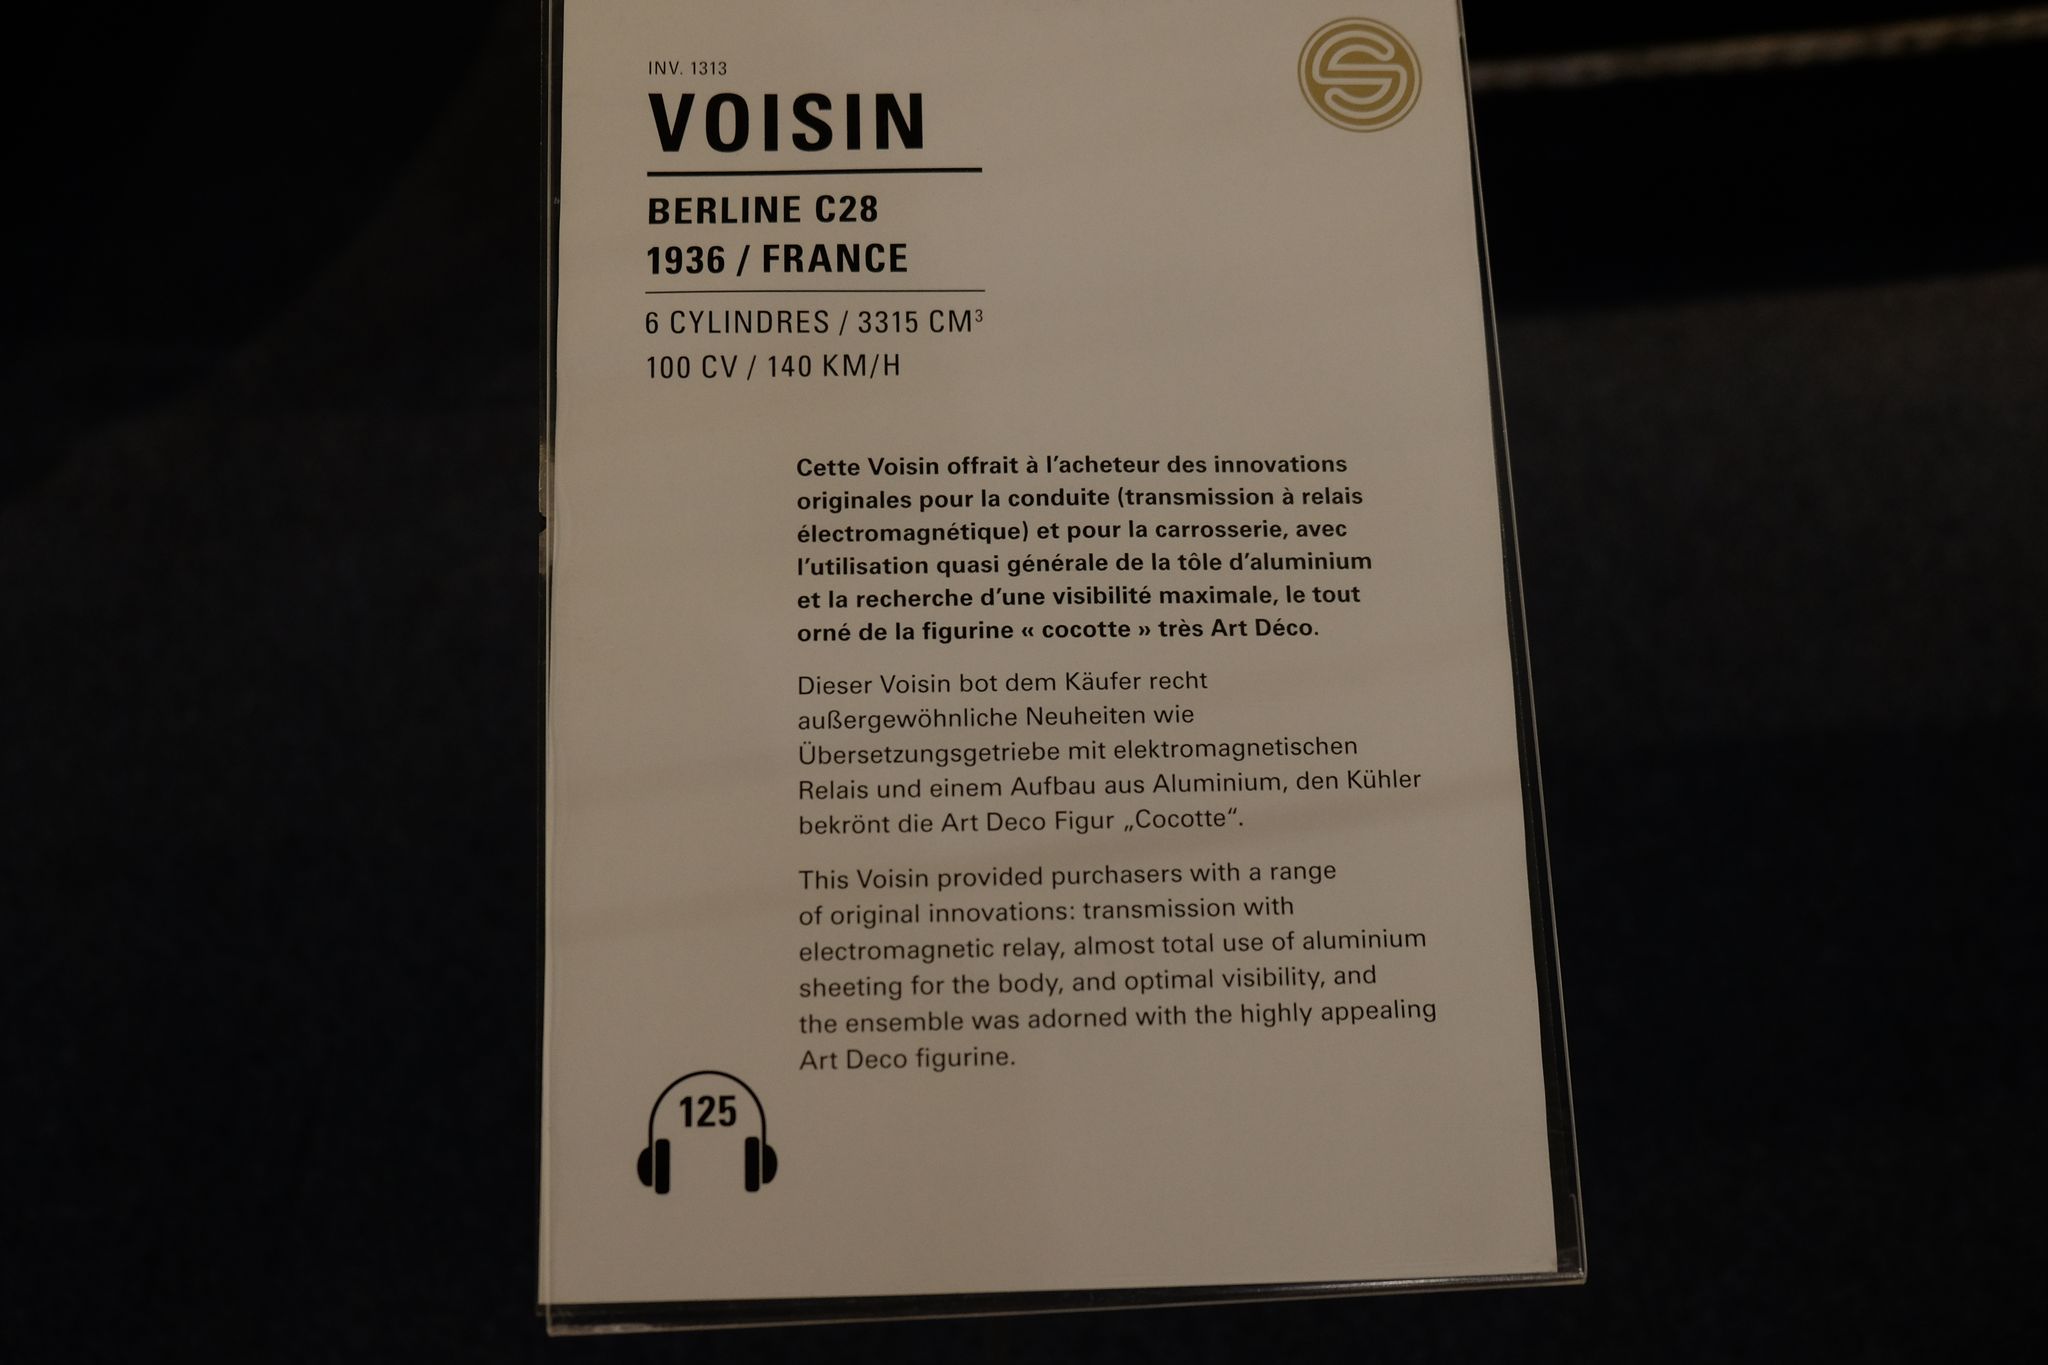 INV. 1313
VOISIN
BERLINE C28
1936 / FRANCE
6 CYLINDRES / 3315 CM³
100 CV / 140 KM/H
Cette Voisin offrait à l'acheteur des innovations
originales pour la conduite (transmission à relais
électromagnétique) et pour la carrosserie, avec
l'utilisation quasi générale de la tôle d'aluminium
et la recherche d'une visibilité maximale, le tout
orné de la figurine « cocotte » très Art Déco.
Dieser Voisin bot dem Käufer recht
außergewöhnliche Neuheiten wie
Übersetzungsgetriebe mit elektromagnetischen
Relais und einem Aufbau aus Aluminium, den Kühler
bekrönt die Art Deco Figur „Cocotte“.
This Voisin provided purchasers with a range
of original innovations: transmission with
electromagnetic relay, almost total use of aluminium
sheeting for the body, and optimal visibility, and
the ensemble was adorned with the highly appealing
Art Deco figurine.
125